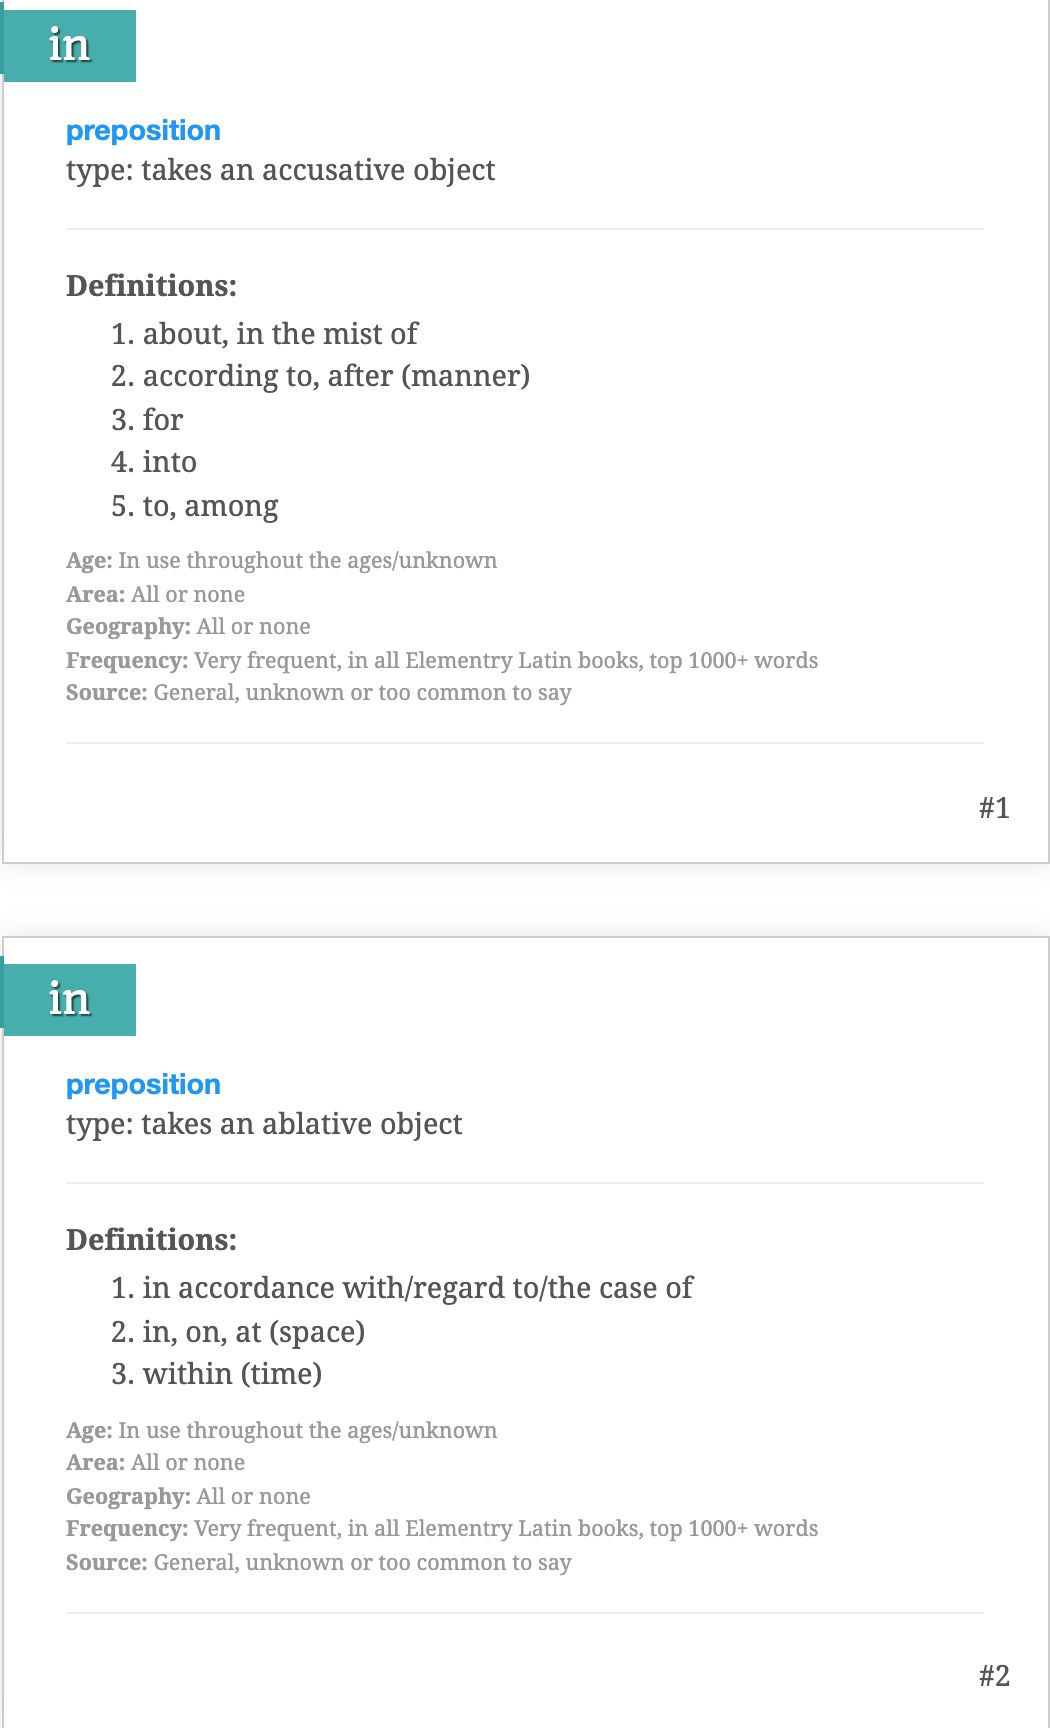 in
preposition
type: takes an accusative object
Definitions:
1. about, in the mist of
2. according to, after (manner)
3. for
4. into
5. to, among
Age: In use throughout the ages/unknown
Area: All or none
Geography: All or none
Frequency: Very frequent, in all Elementry Latin books, top 1000+ words
Source: General, unknown or too common to say
#1
in
preposition
type: takes an ablative object
Definitions:
1. in accordance with/regard to/the case of
2. in, on, at (space)
3. within (time)
Age: In use throughout the ages/unknown
Area: All or none
Geography: All or none
Frequency: Very frequent, in all Elementry Latin books, top 1000+ words
Source: General, unknown or too common to say
#2